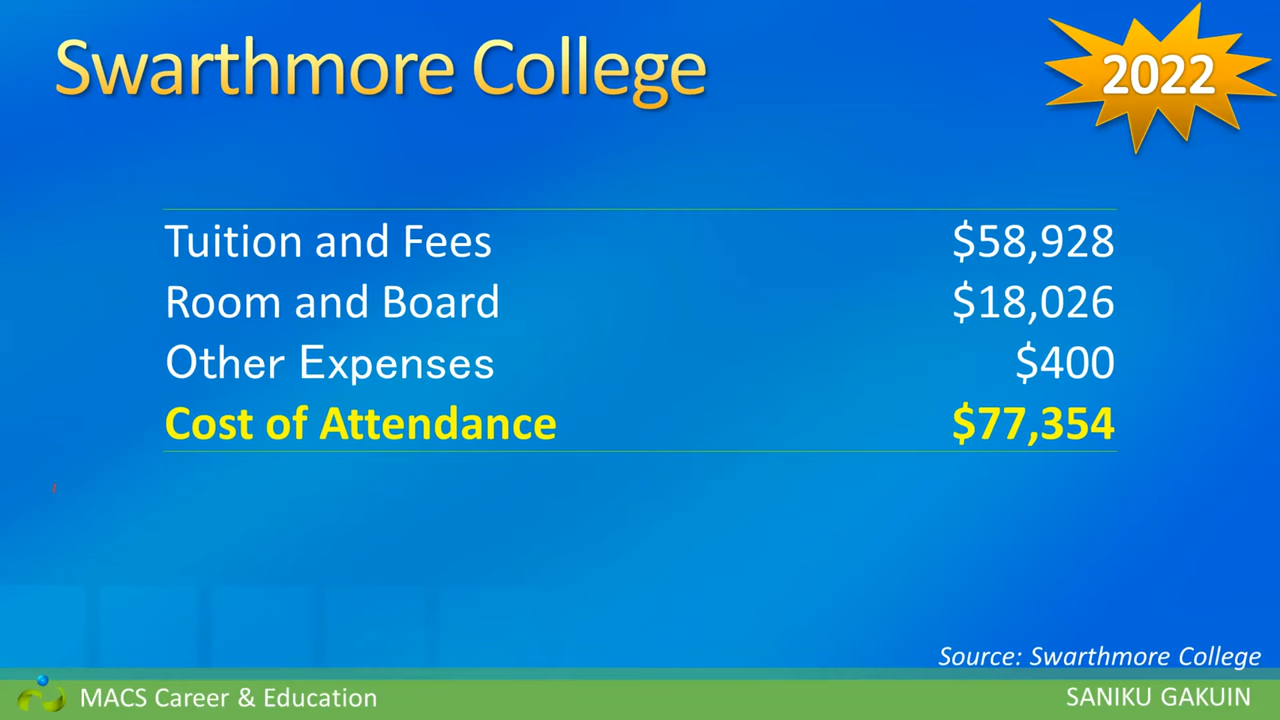 Swarthmore College
2022
Tuition and Fees $58,928
Room and Board $18,026
Other Expenses $400
Cost of Attendance $77,354
Source: Swarthmore College
MACS Career & Education
SANIKU GAKUIN